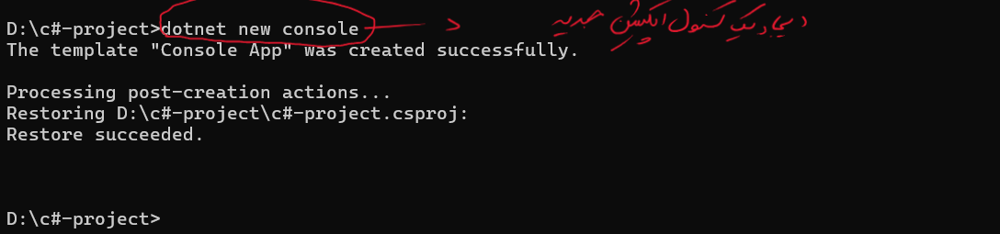 D:\c#-project>dotnet new console
ایجاد یک کنسول اپلیکیشن جدید
The template "Console App" was created successfully.
Processing post-creation actions...
Restoring D:\c#-project\c#-project.csproj:
Restore succeeded.
D:\c#-project>